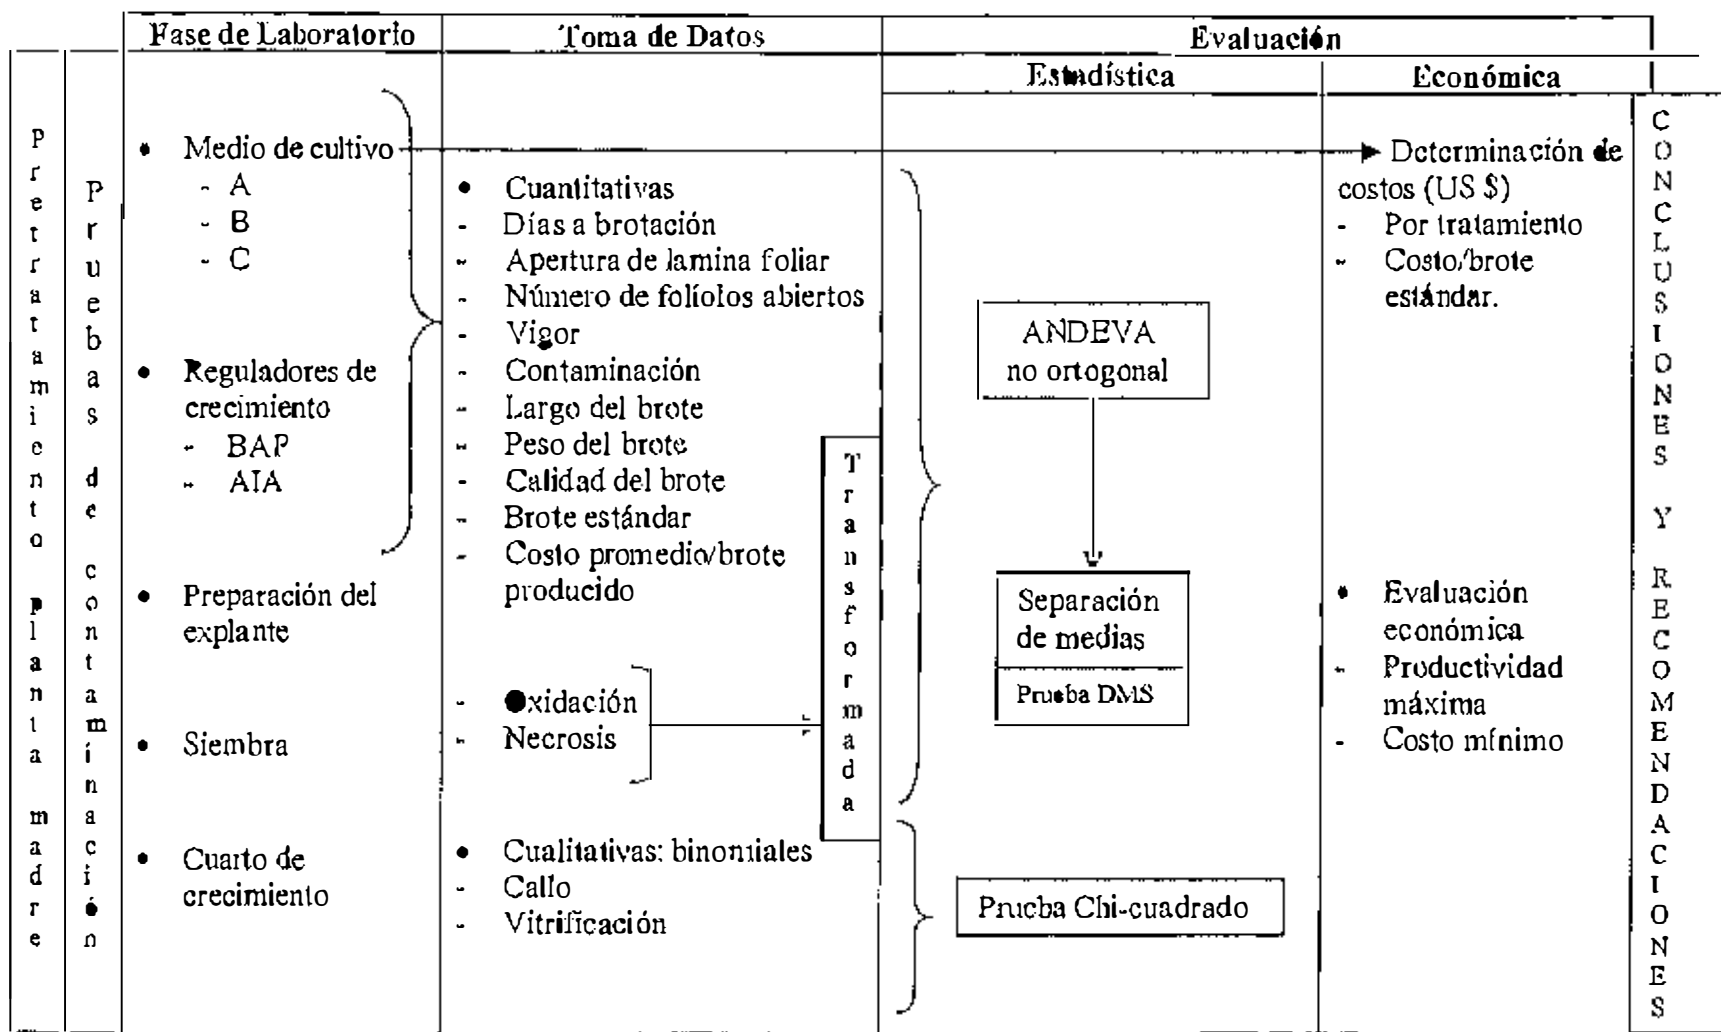 Fase de Laboratorio
Toma de Datos
Evaluación
Estadística
Económica
Pretratamiento planta madre
Pruebas de contamínación
• Medio de cultivo
- A
- B
- C
• Reguladores de
crecimiento
- BAP
- AIA
• Preparación del
explante
• Siembra
• Cuarto de
crecimiento
• Cuantitativas
- Días a brotación
- Apertura de lamina foliar
- Número de folíolos abiertos
- Vigor
- Contaminación
- Largo del brote
- Peso del brote
- Calidad del brote
- Brote estándar
- Costo promedio/brote
producido
- Oxidación
- Necrosis
• Cualitativas: binomiales
- Callo
- Vitrificación
Transformada
ANDEVA
no ortogonal
Separación
de medias
Prueba DMS
Prueba Chi-cuadrado
Determinación de
costos (US $)
- Por tratamiento
- Costo/brote
estándar.
• Evaluación
económica
- Productividad
máxima
- Costo mínimo
CONCLUSIONES Y RECOMENDACIONES